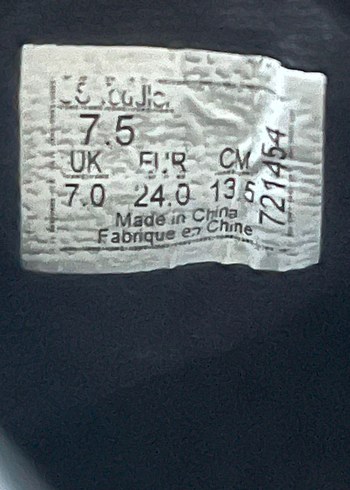 7.5
UK EUR CM
7.0 24.0 13.5
Made in China
Fabrique en Chine
721454